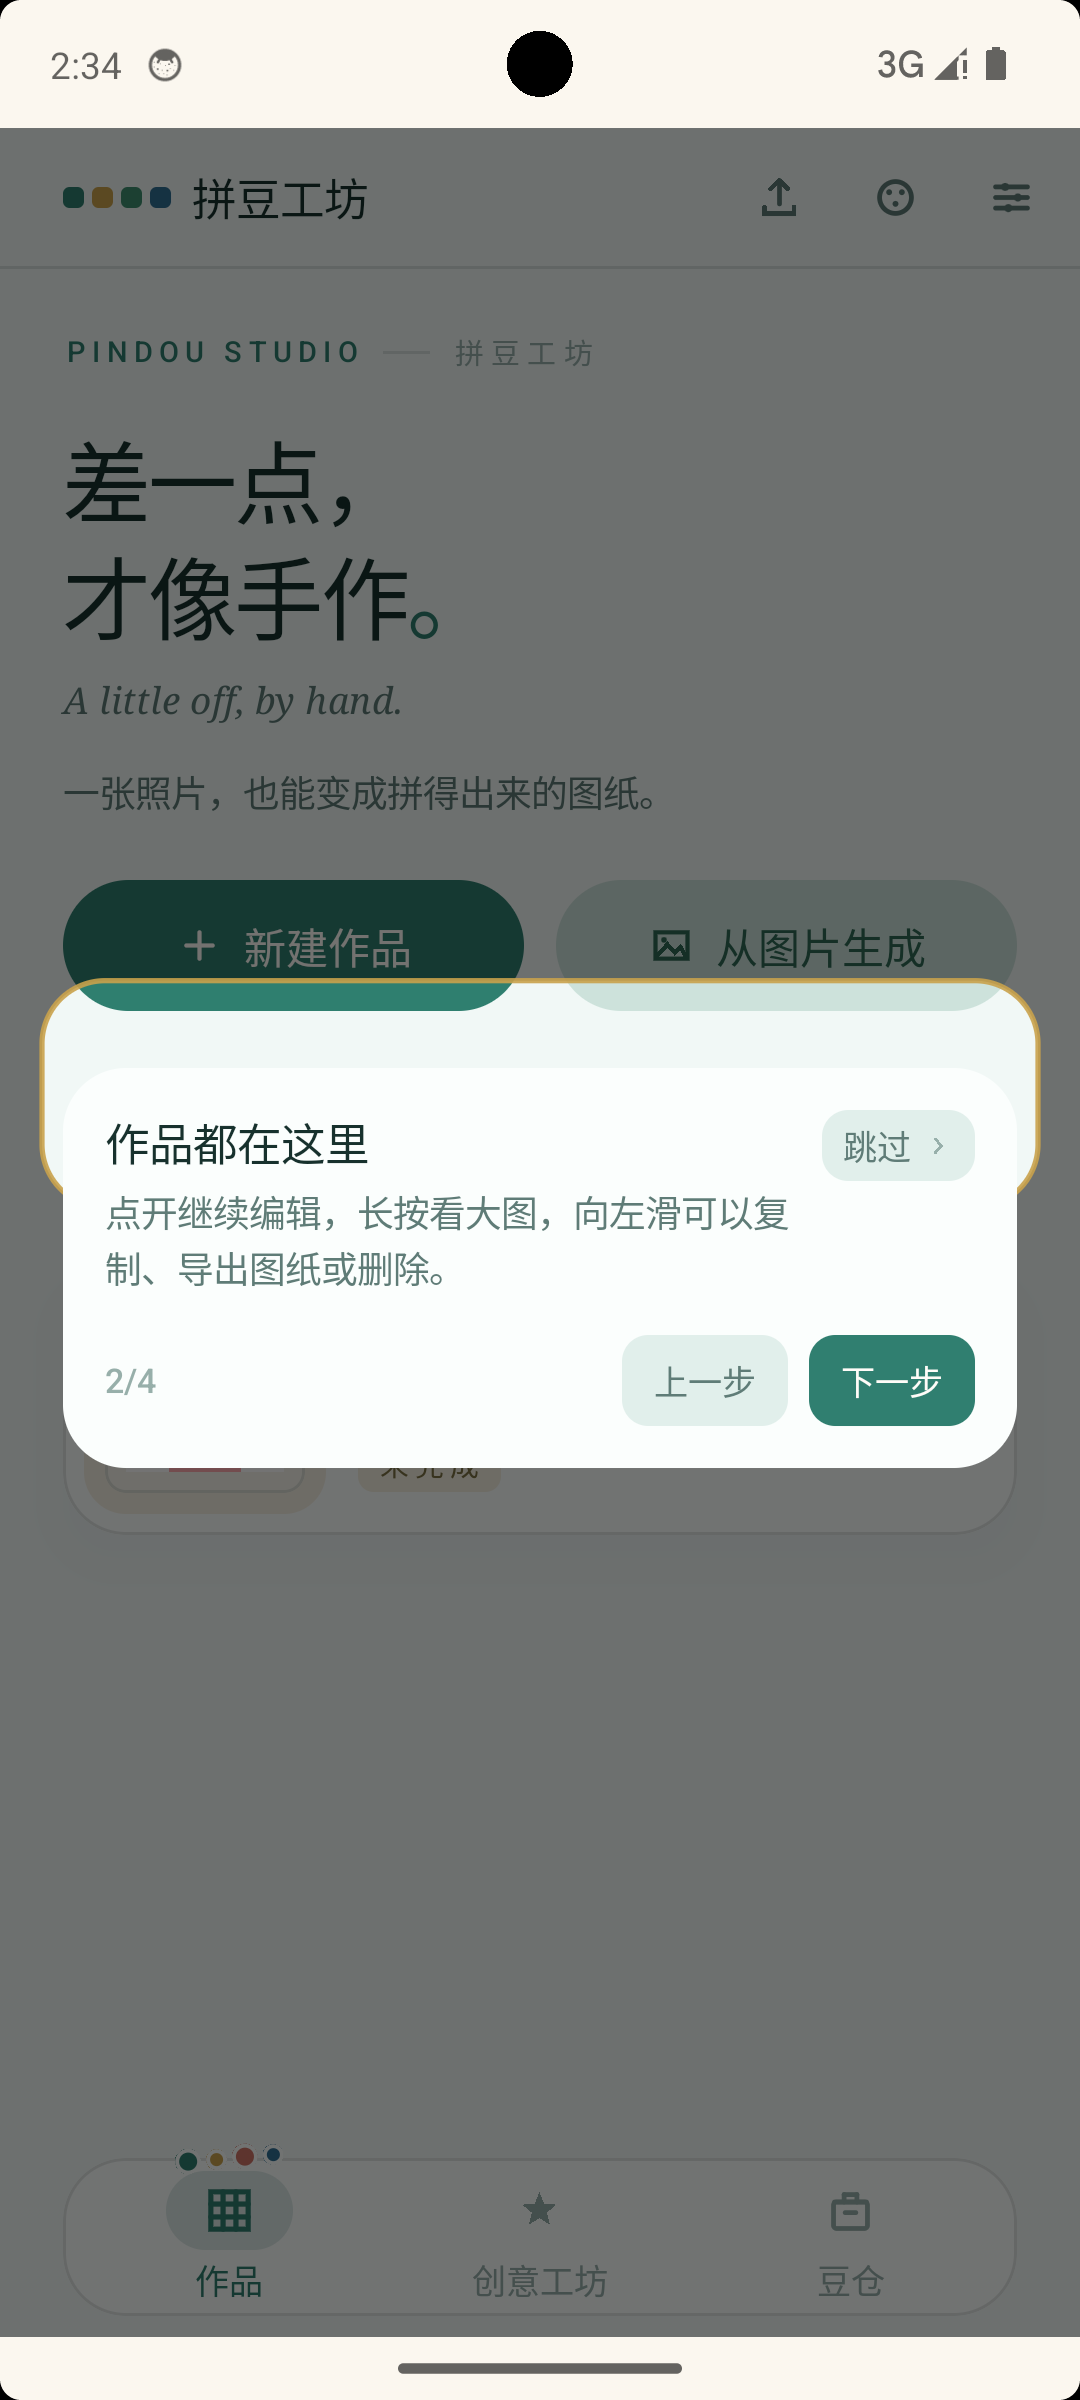 2:34
3G
拼豆工坊
PINDOU STUDIO
拼豆工坊
差一点，
才像手作。
A little off, by hand.
一张照片，也能变成拼得出来的图纸。
新建作品
从图片生成
作品都在这里
跳过
点开继续编辑，长按看大图，向左滑可以复
制、导出图纸或删除。
2/4
上一步
下一步
未完成
作品
创意工坊
豆仓